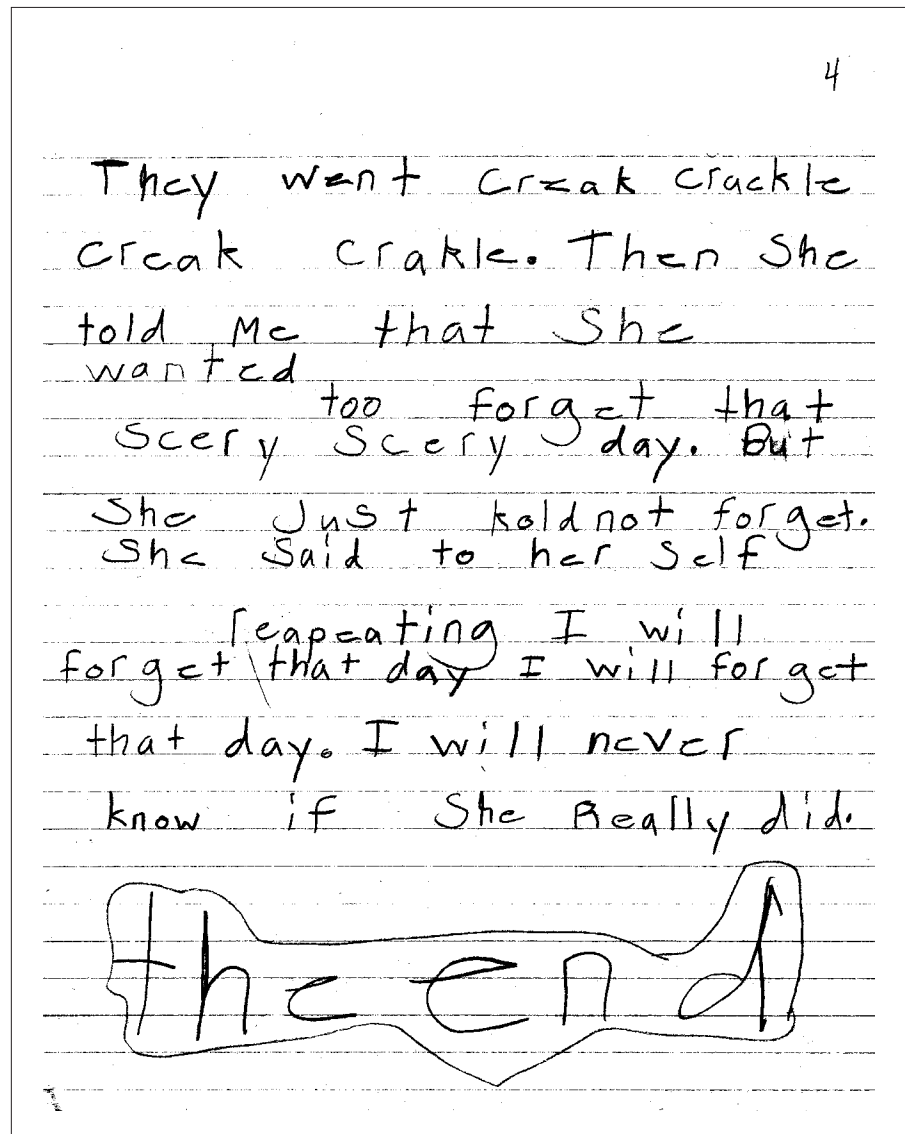 4
They went creak crackle
creak crakle. Then She
told Me that She
wanted
too forget that
Scery Scery day. But
She Just koldnot forget.
She Said to her Self
reapeating I will
forget that day I will forget
that day. I will never
know if She Really did.
the end